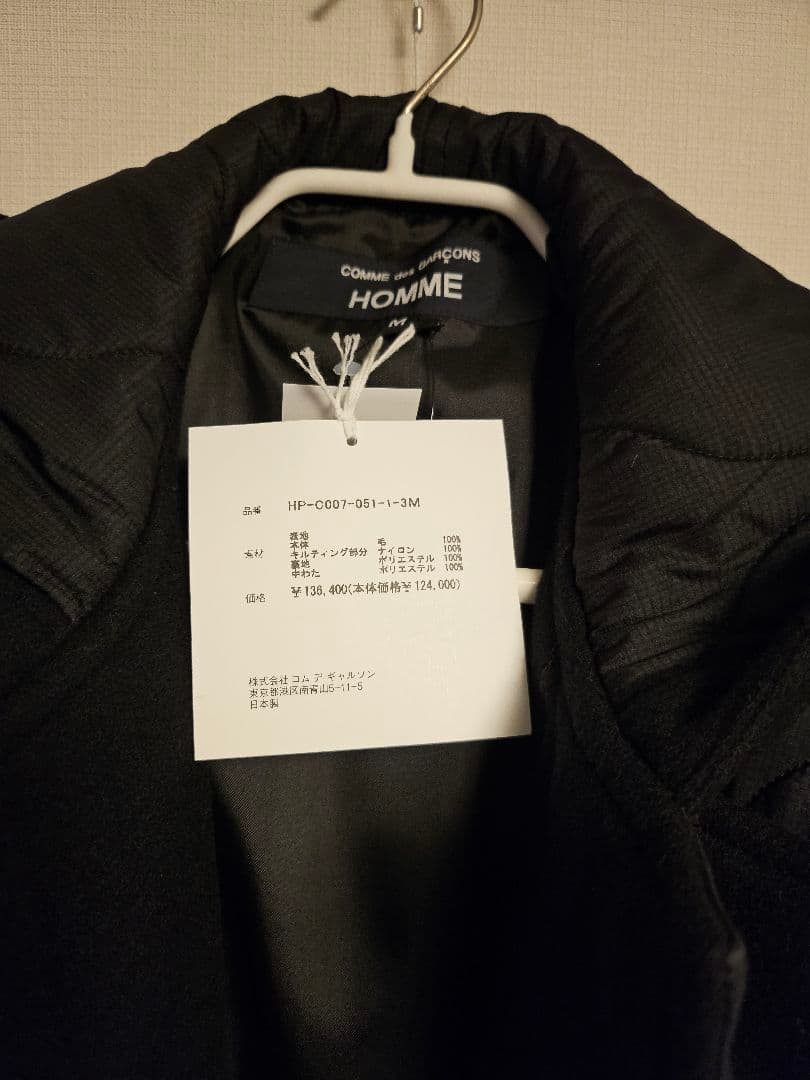 COMME des GARÇONS
HOMME
M
品番 HP-C007-051-1-3M
表地
本体 毛 100%
素材 キルティング部分 ナイロン 100%
裏地 ポリエステル 100%
中わた ポリエステル 100%
価格 ¥136,400(本体価格¥124,000)
株式会社 コム デ ギャルソン
東京都港区南青山5-11-5
日本製